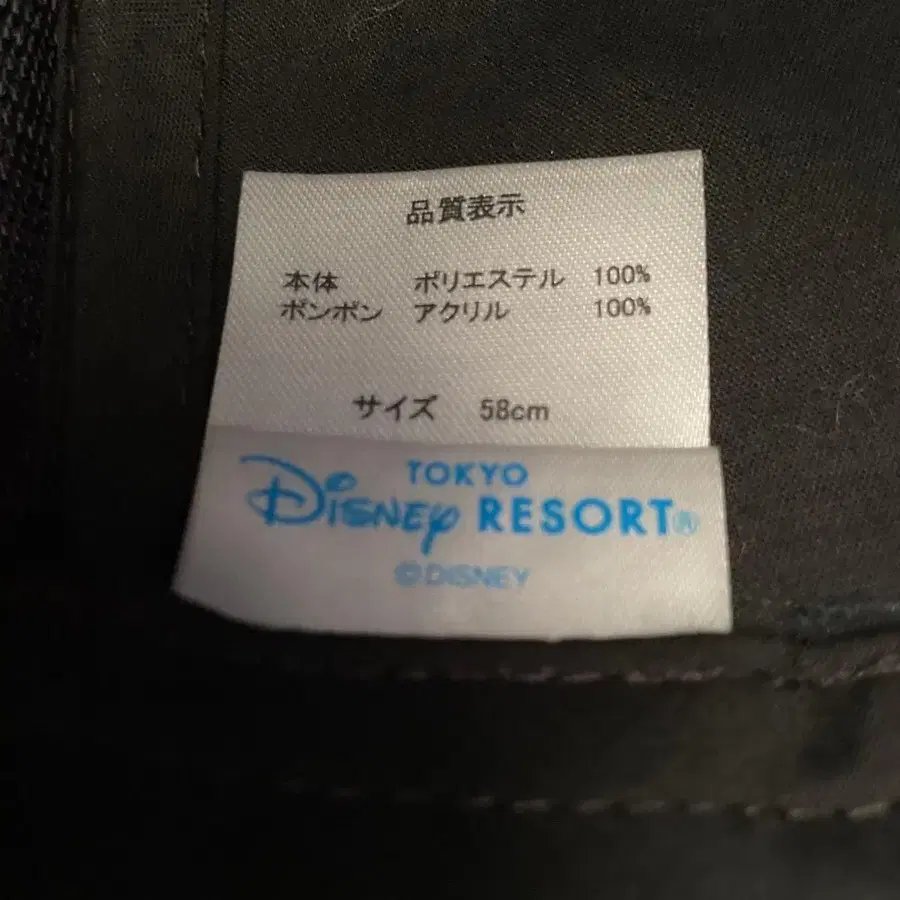 品質表示
本体 ポリエステル 100%
ボンボン アクリル 100%
サイズ 58cm
TOKYO
Disney RESORT®
©DISNEY